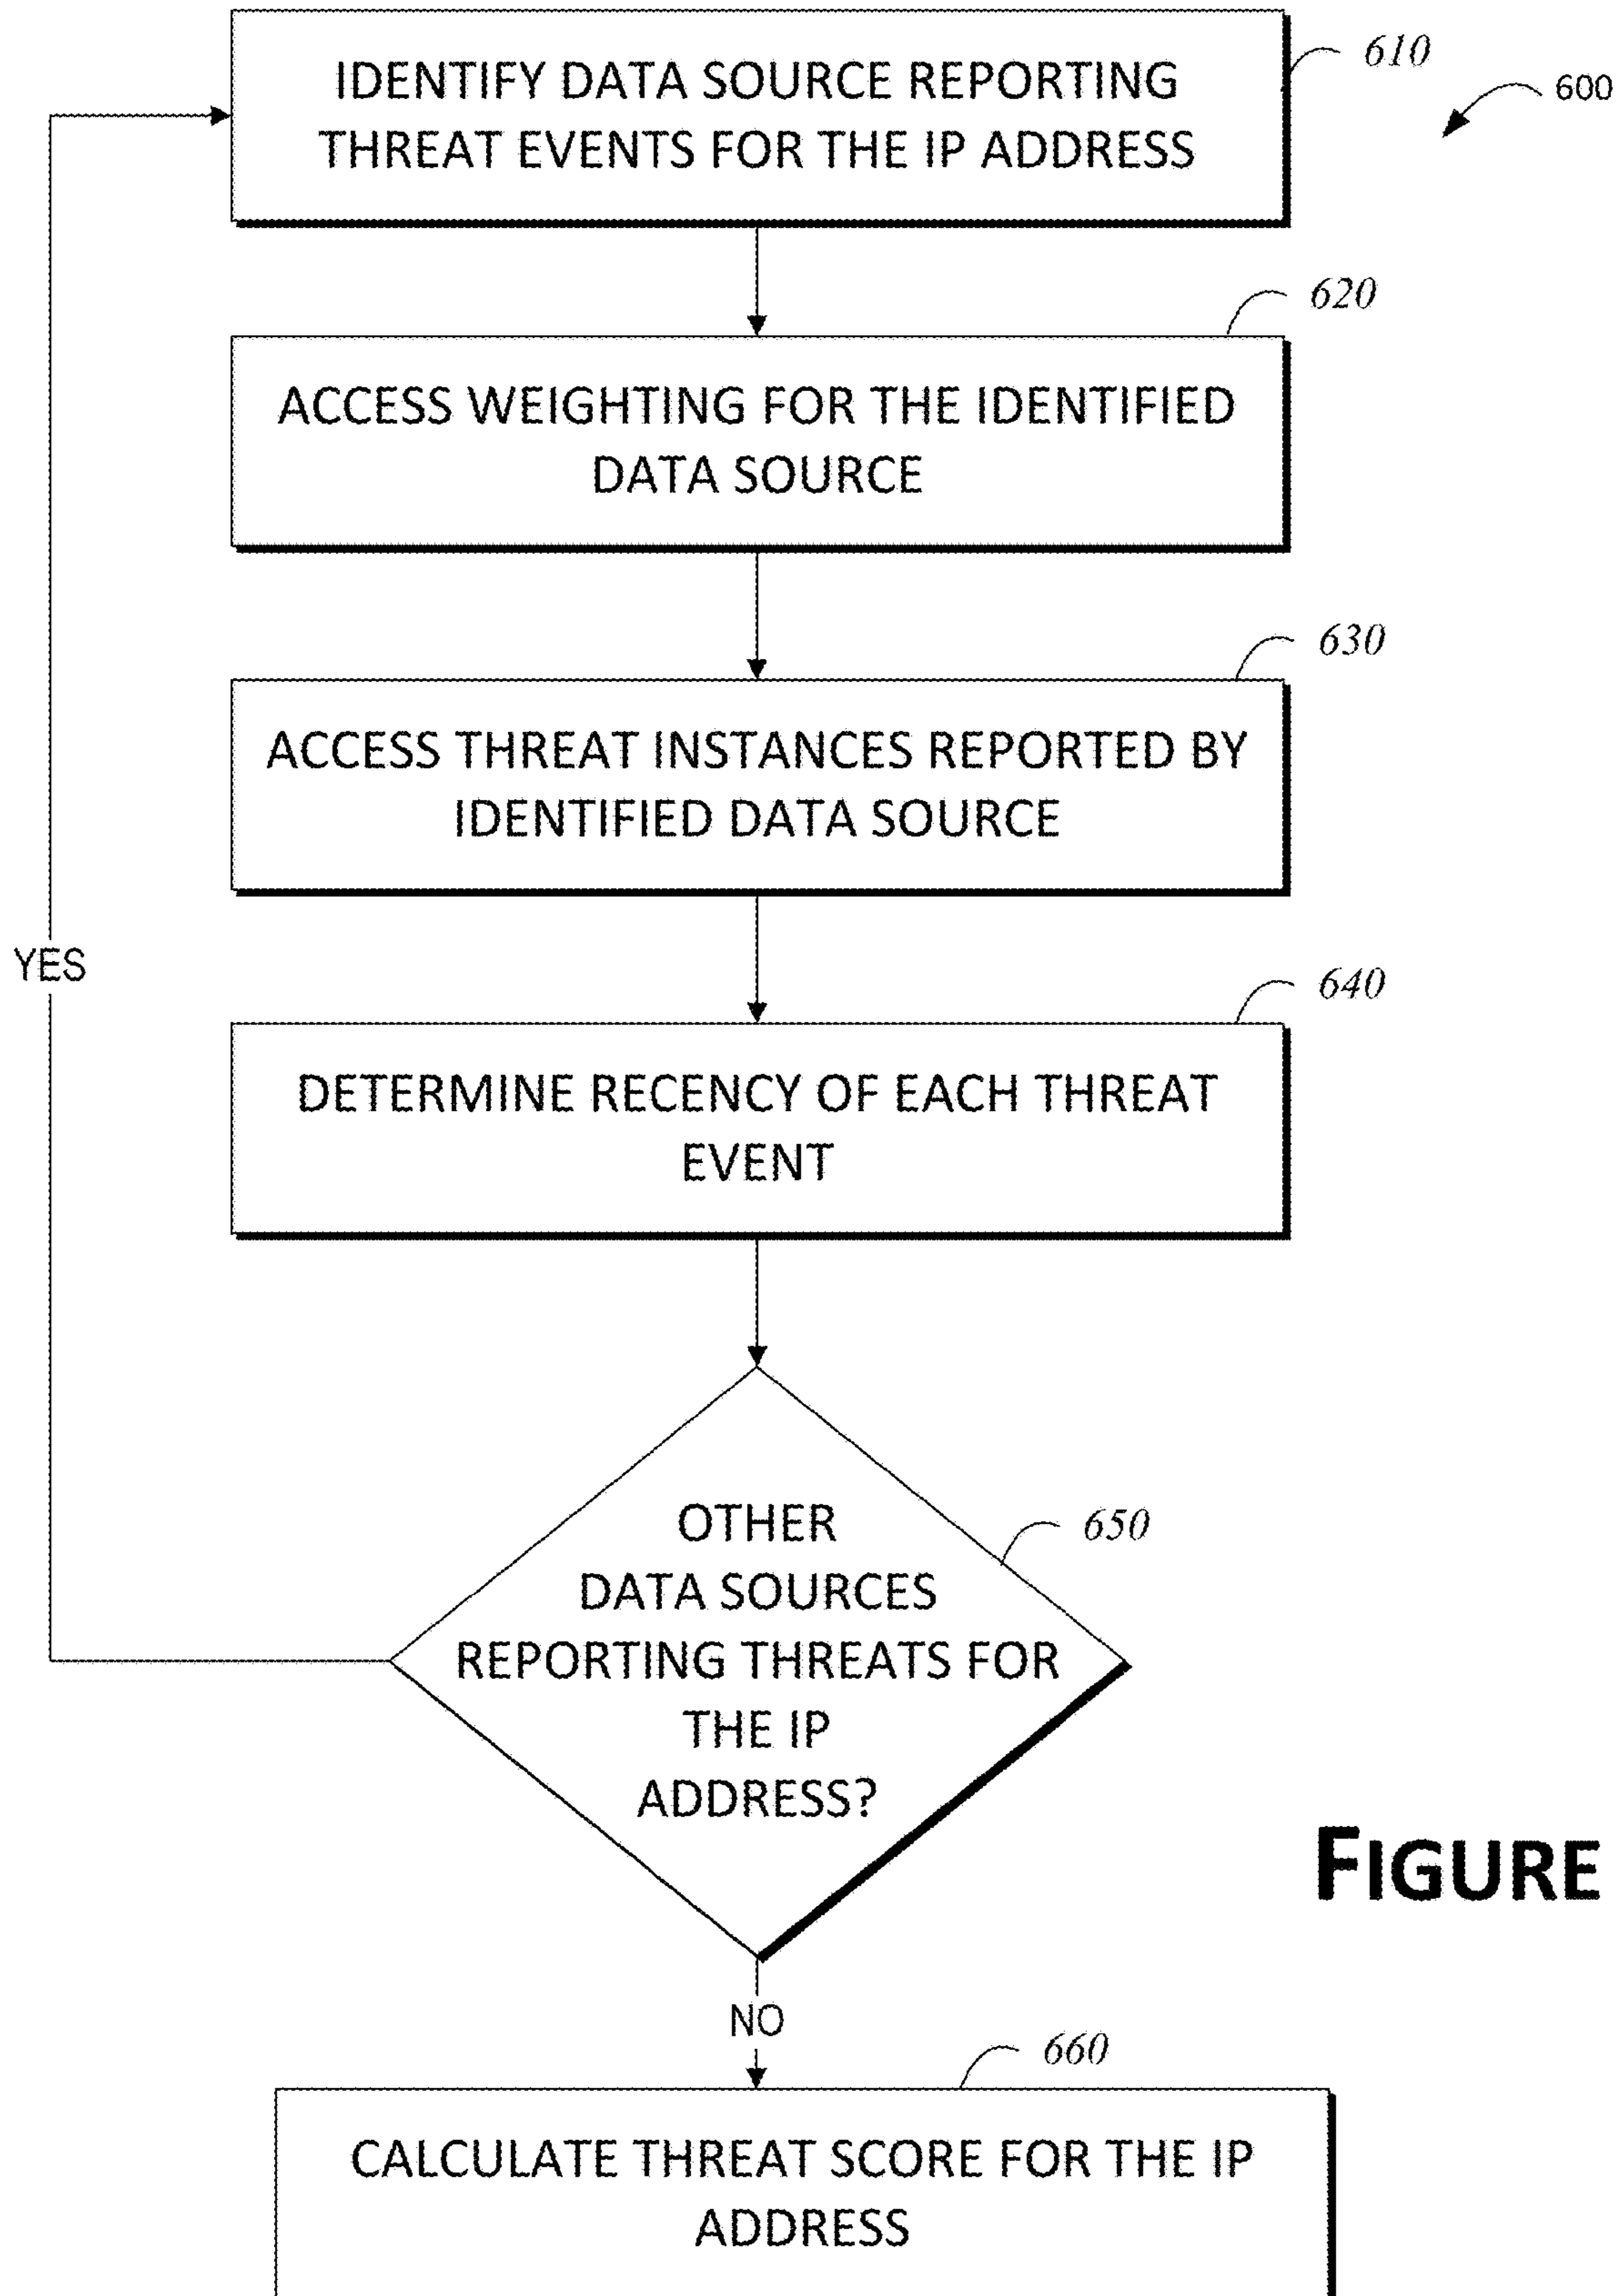 IDENTIFY DATA SOURCE REPORTING
THREAT EVENTS FOR THE IP ADDRESS
610
600
620
ACCESS WEIGHTING FOR THE IDENTIFIED
DATA SOURCE
630
ACCESS THREAT INSTANCES REPORTED BY
IDENTIFIED DATA SOURCE
YES
640
DETERMINE RECENCY OF EACH THREAT
EVENT
OTHER
DATA SOURCES
REPORTING THREATS FOR
THE IP
ADDRESS?
650
FIGURE
NO
660
CALCULATE THREAT SCORE FOR THE IP
ADDRESS